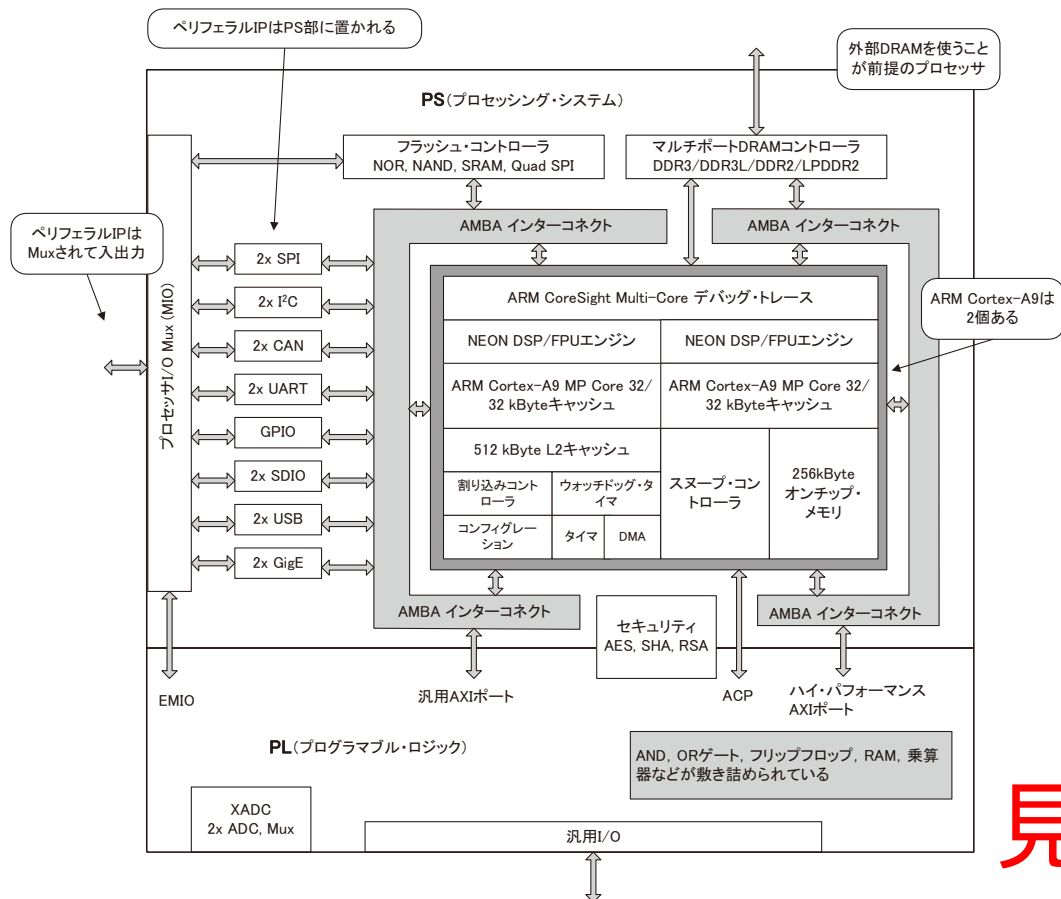 ペリフェラルIPはPS部に置かれる
外部DRAMを使うこと
が前提のプロセッサ
PS(プロセッシング・システム)
フラッシュ・コントローラ
NOR, NAND, SRAM, Quad SPI
マルチポートDRAMコントローラ
DDR3/DDR3L/DDR2/LPDDR2
ペリフェラルIPは
Muxされて入出力
プロセッサI/O Mux (MIO)
2x SPI
2x I²C
2x CAN
2x UART
GPIO
2x SDIO
2x USB
2x GigE
AMBA インターコネクト
AMBA インターコネクト
ARM Cortex-A9は
2個ある
ARM CoreSight Multi-Core デバッグ・トレース
NEON DSP/FPUエンジン
NEON DSP/FPUエンジン
ARM Cortex-A9 MP Core 32/
32 kByteキャッシュ
ARM Cortex-A9 MP Core 32/
32 kByteキャッシュ
512 kByte L2キャッシュ
割り込みコント
ローラ
ウォッチドッグ・タ
イマ
コンフィグレー
ション
タイマ
DMA
スヌープ・コン
トローラ
256kByte
オンチップ・
メモリ
AMBA インターコネクト
AMBA インターコネクト
セキュリティ
AES, SHA, RSA
EMIO
汎用AXIポート
ACP
ハイ・パフォーマンス
AXIポート
PL(プログラマブル・ロジック)
AND, ORゲート, フリップフロップ, RAM, 乗算
器などが敷き詰められている
XADC
2x ADC, Mux
汎用I/O
見